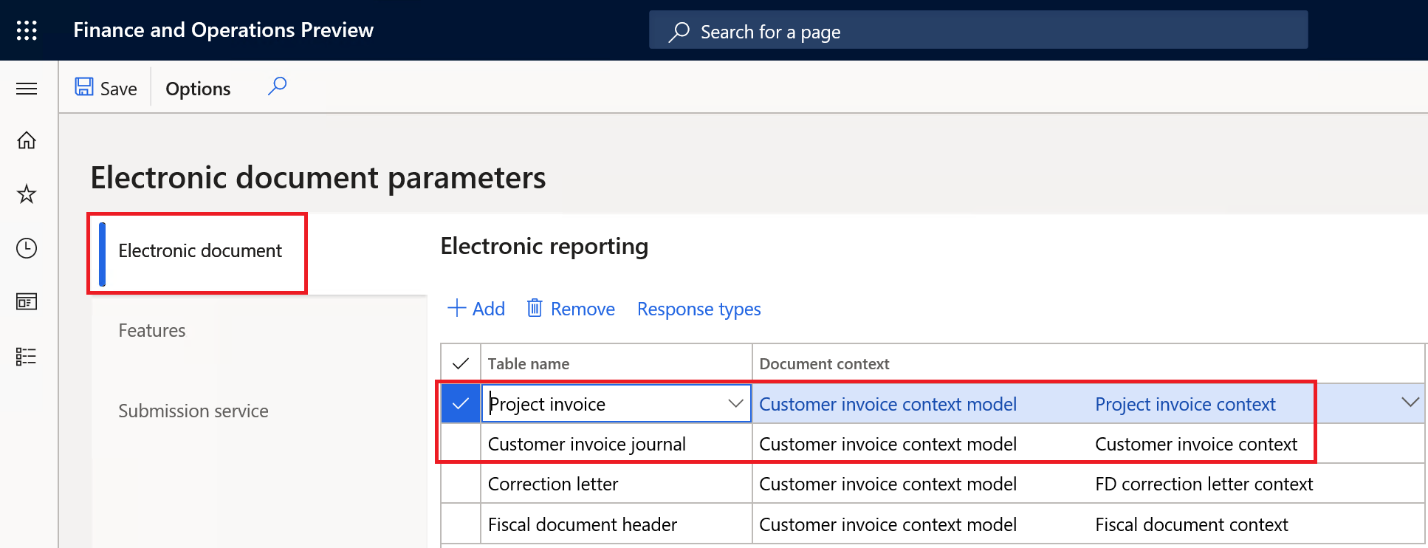 Finance and Operations Preview Search for a page
Save Options
Electronic document parameters
Electronic document
Features
Submission service
Electronic reporting
Add Remove Response types
Table name Document context
Project invoice Customer invoice context model Project invoice context
Customer invoice journal Customer invoice context model Customer invoice context
Correction letter Customer invoice context model FD correction letter context
Fiscal document header Customer invoice context model Fiscal document context